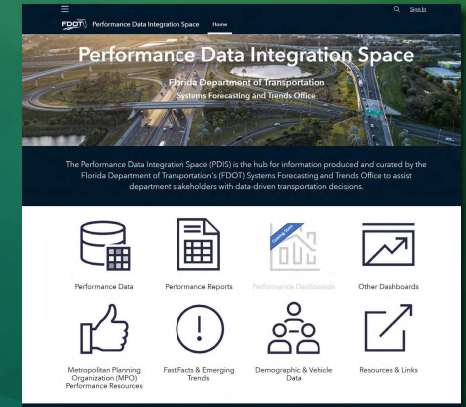 Sign In
FDOT
Performance Data Integration Space
Home
Performance Data Integration Space
Florida Department of Transportation
Systems Forecasting and Trends Office
The Performance Data Integration Space (PDIS) is the hub for information produced and curated by the
Florida Department of Transportation's (FDOT) Systems Forecasting and Trends Office to assist
department sakeholders with data-driven transportation decisions.
Performance Data
Performance Reports
Coming Soon
Performance Dashboards
Other Dashboards
Metropolitan Planning
Organization (MPO)
Performance Resources
FastFacts & Emerging
Trends
Demographic & Vehicle
Data
Resources & Links